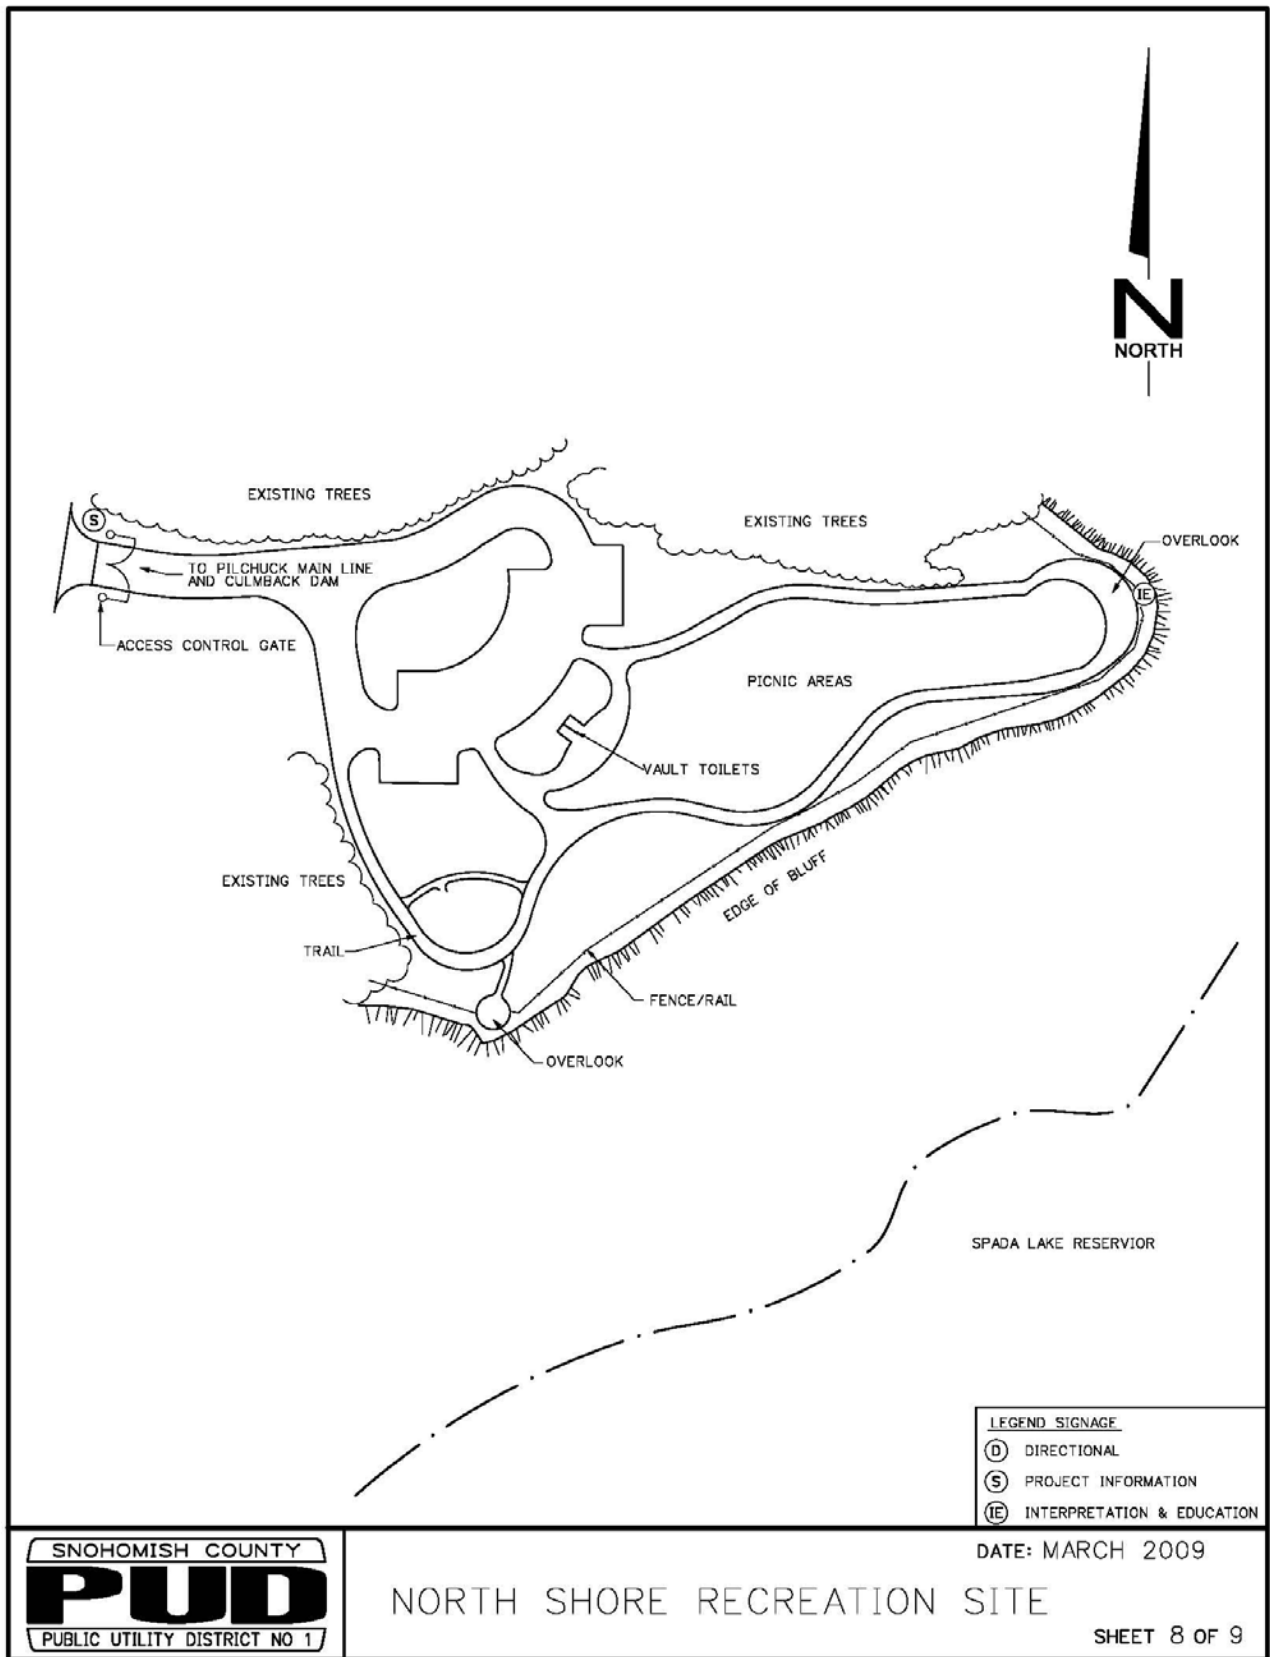 N
NORTH
EXISTING TREES
EXISTING TREES
OVERLOOK
S
TO PILCHUCK MAIN LINE
AND CULMBACK DAM
IE
ACCESS CONTROL GATE
PICNIC AREAS
VAULT TOILETS
EDGE OF BLUFF
EXISTING TREES
TRAIL
FENCE/RAIL
OVERLOOK
SPADA LAKE RESERVIOR
LEGEND SIGNAGE
D DIRECTIONAL
S PROJECT INFORMATION
IE INTERPRETATION & EDUCATION
SNOHOMISH COUNTY
PUD
PUBLIC UTILITY DISTRICT NO 1
DATE: MARCH 2009
NORTH SHORE RECREATION SITE
SHEET 8 OF 9